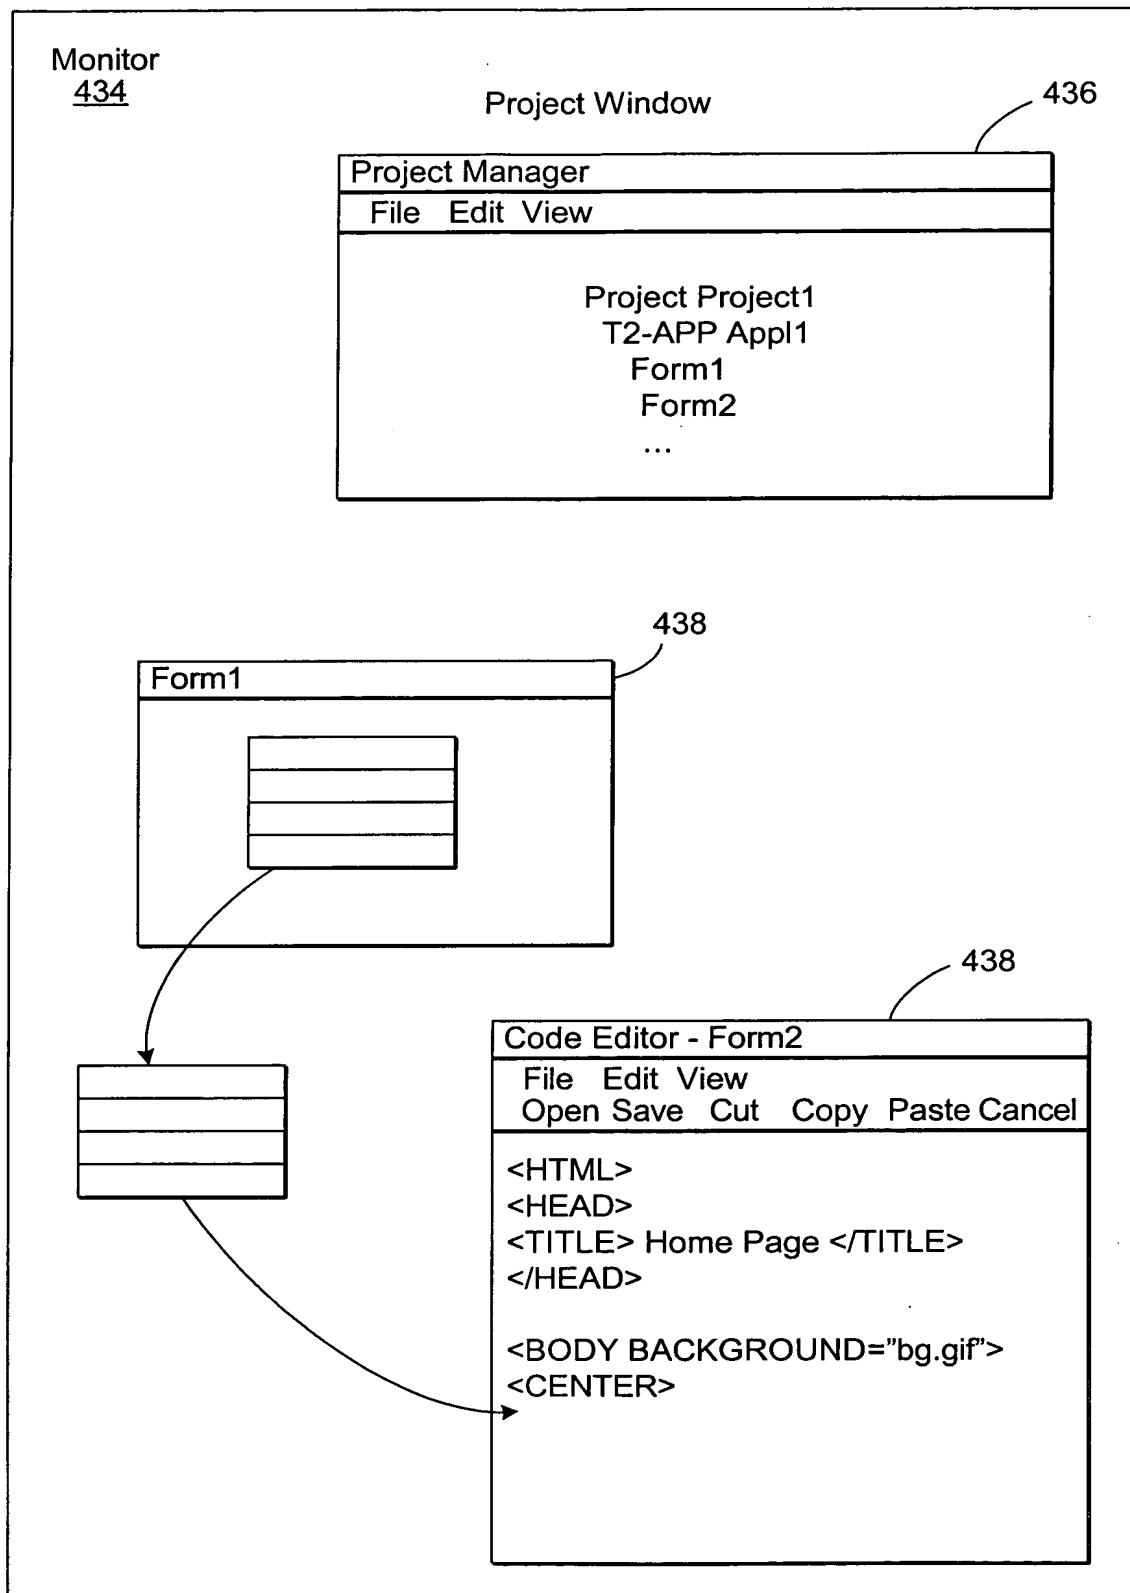 Monitor
434
Project Window
436
Project Manager
File Edit View
Project Project1
T2-APP Appl1
Form1
Form2
...
438
Form1
438
Code Editor - Form2
File Edit View
Open Save Cut Copy Paste Cancel
<HTML>
<HEAD>
<TITLE> Home Page </TITLE>
</HEAD>
<BODY BACKGROUND="bg.gif">
<CENTER>